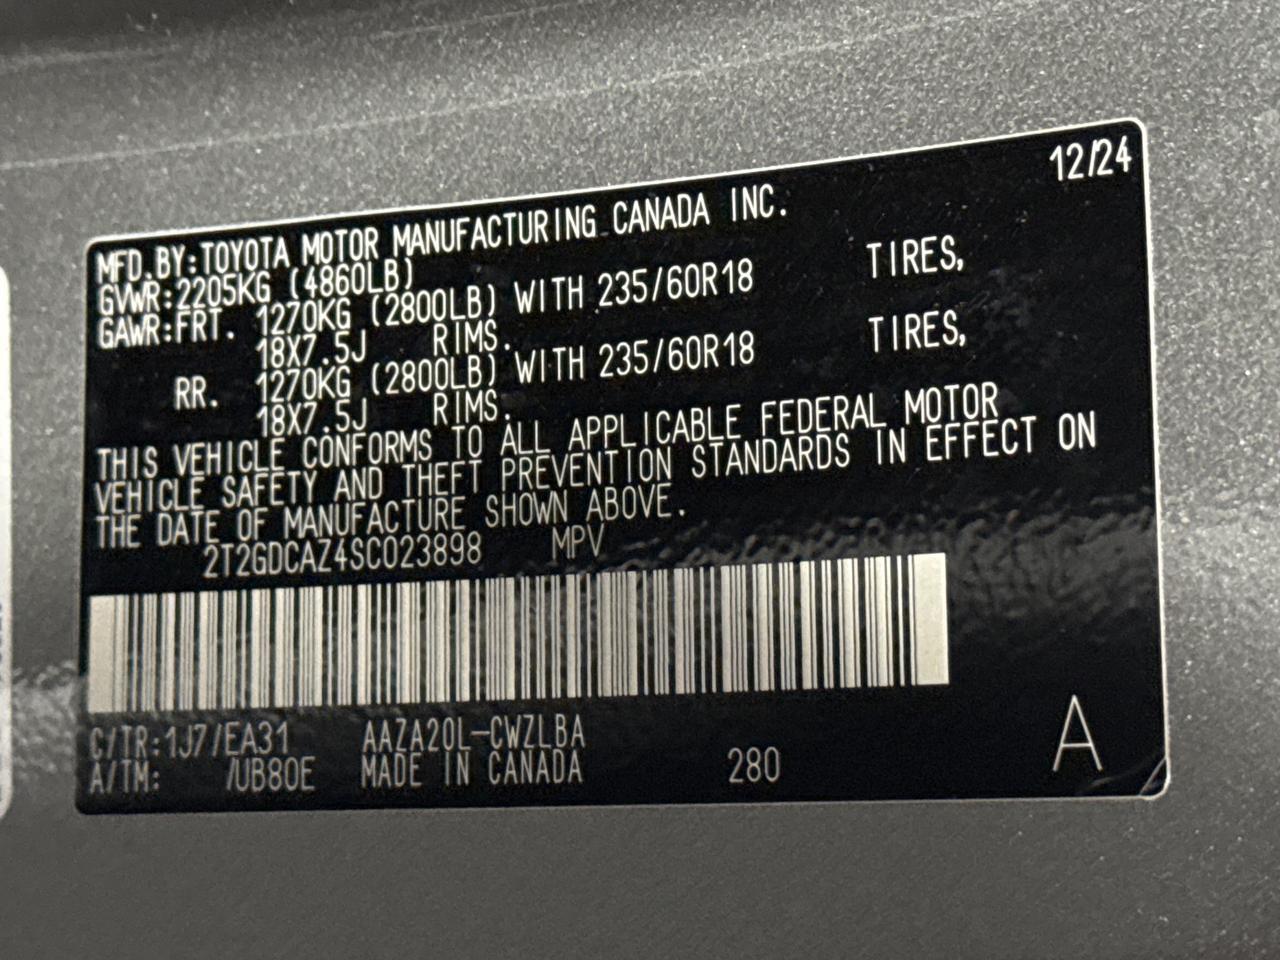 12/24
MFD.BY:TOYOTA MOTOR MANUFACTURING CANADA INC.
GVWR:2205KG (4860LB)
GAWR:FRT. 1270KG (2800LB) WITH 235/60R18 TIRES,
18X7.5J RIMS.
RR. 1270KG (2800LB) WITH 235/60R18 TIRES,
18X7.5J RIMS.
THIS VEHICLE CONFORMS TO ALL APPLICABLE FEDERAL MOTOR
VEHICLE SAFETY AND THEFT PREVENTION STANDARDS IN EFFECT ON
THE DATE OF MANUFACTURE SHOWN ABOVE.
2T2GDCAZ4SC023898 MPV
C/TR:1J7/EA31 AAZA20L-CWZLBA
A/TM: /UB80E MADE IN CANADA 280
A